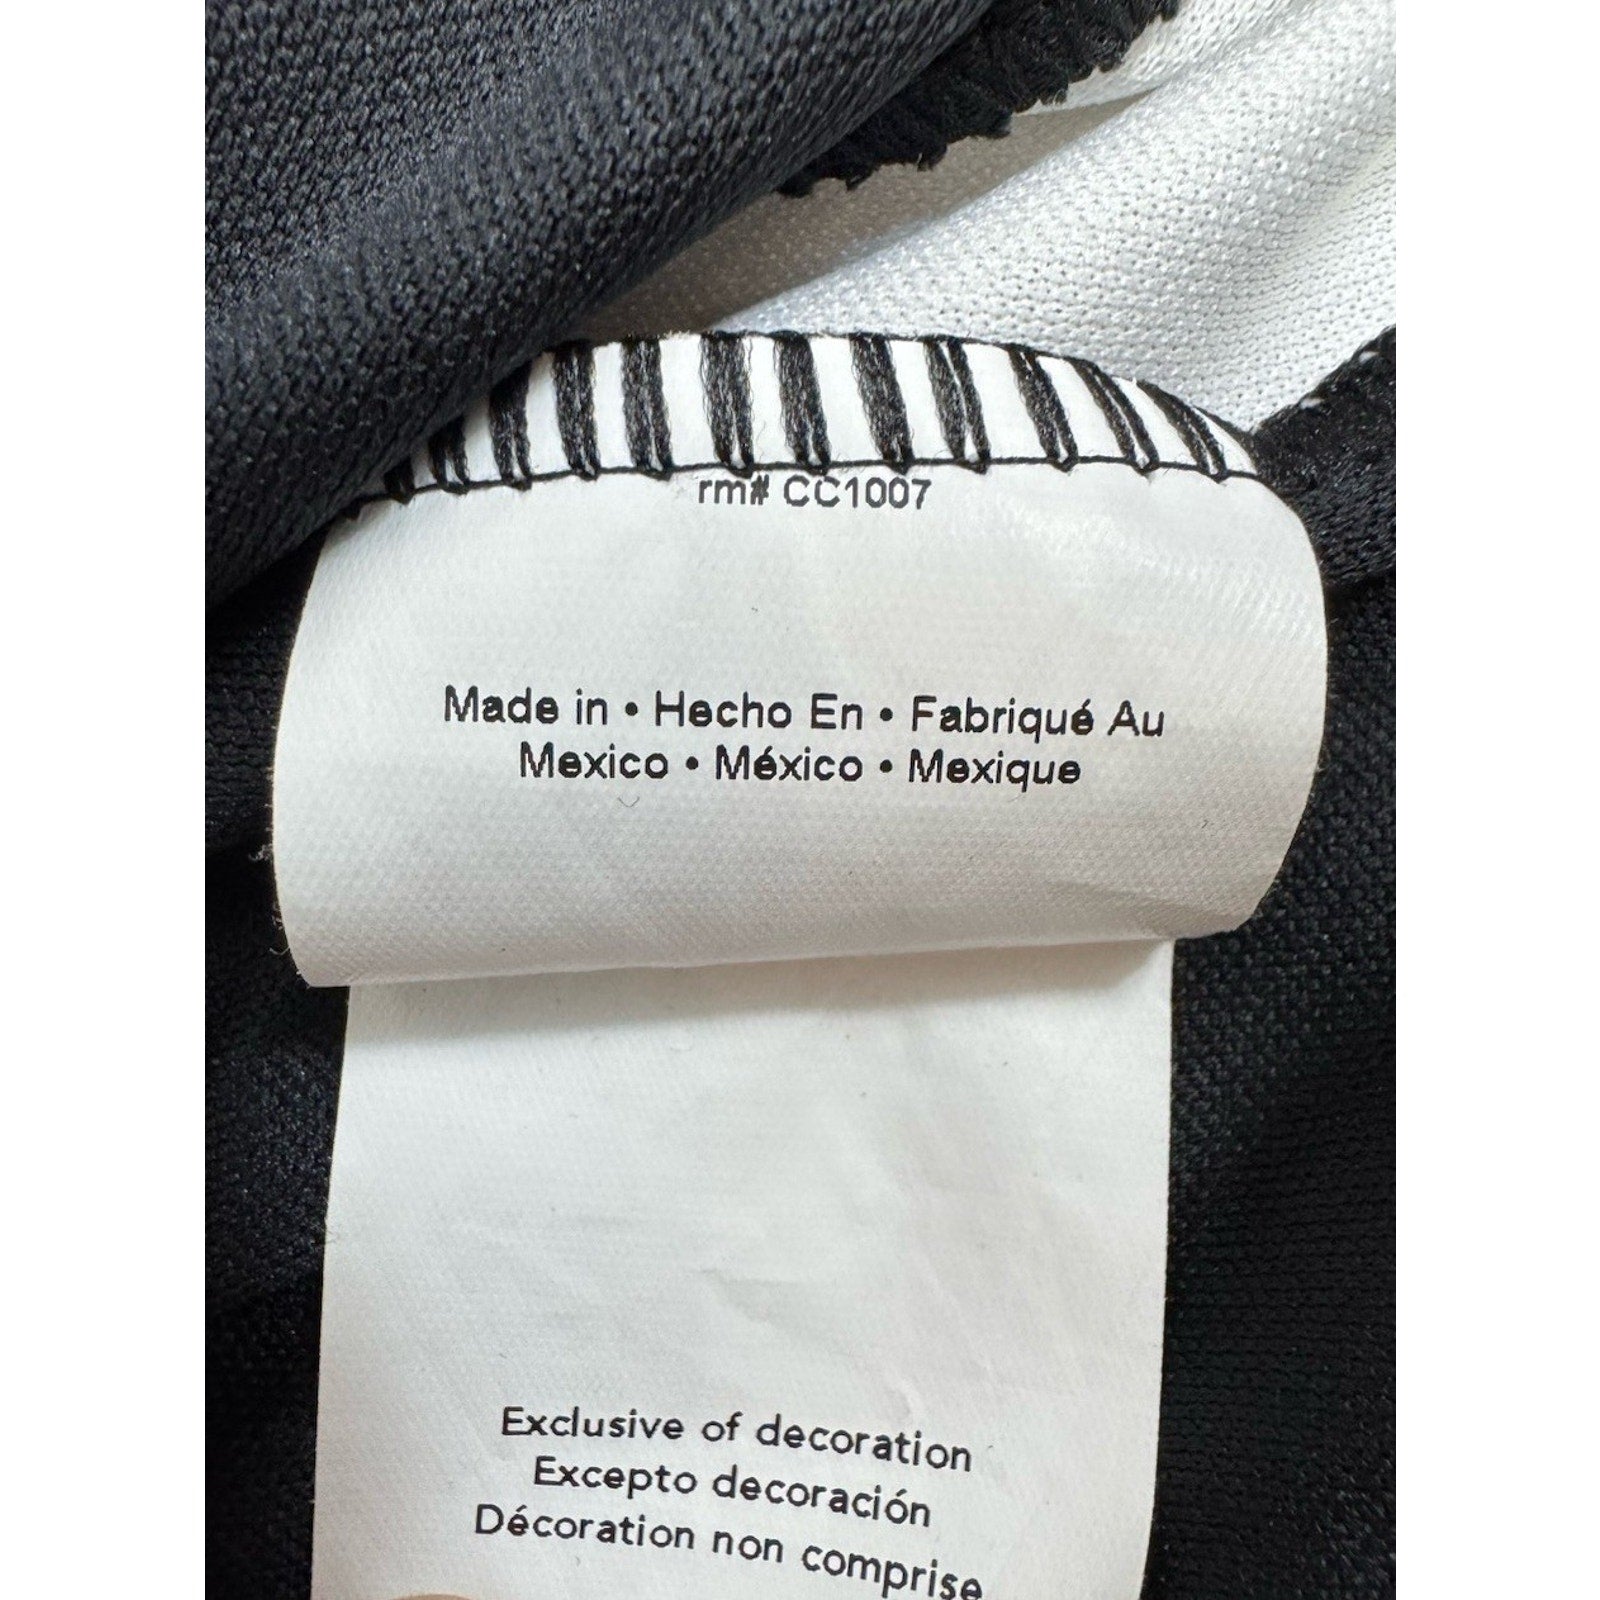 rm# CC1007
Made in • Hecho En • Fabriqué Au
Mexico • México • Mexique
Exclusive of decoration
Excepto decoración
Décoration non comprise